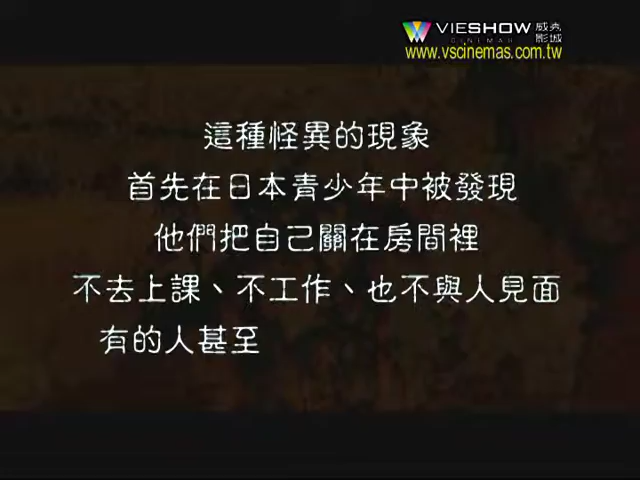 VIESHOW 威秀
CINEMAS 影城
www.vscinemas.com.tw
這種怪異的現象
首先在日本青少年中被發現
他們把自己關在房間裡
不去上課、不工作、也不與人見面
有的人甚至